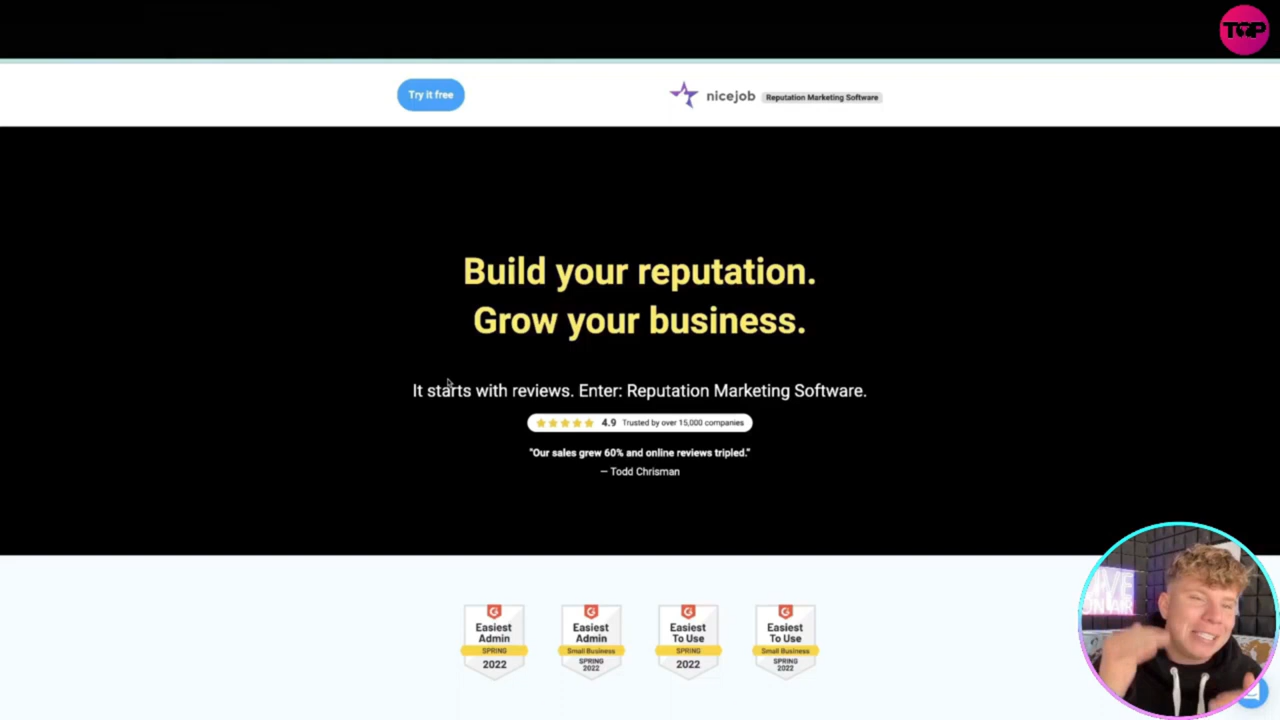 TOP
Try it free
nicejob Reputation Marketing Software
Build your reputation.
Grow your business.
It starts with reviews. Enter: Reputation Marketing Software.
4.9 Trusted by over 15,000 companies
"Our sales grew 60% and online reviews tripled."
— Todd Chrisman
Easiest Admin SPRING 2022
Easiest Admin Small Business SPRING 2022
Easiest To Use SPRING 2022
Easiest To Use Small Business SPRING 2022
LIVE
ON AIR